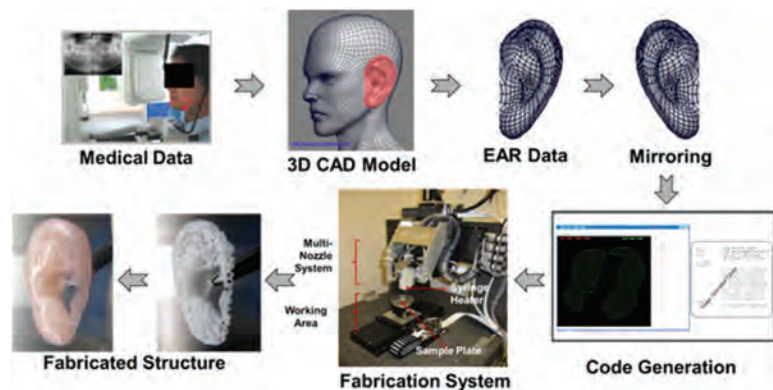 Medical Data
3D CAD Model
EAR Data
Mirroring
Multi-
Nozzle
System
Syringe
Heater
Working
Area
Sample Plate
Fabricated Structure
Fabrication System
Code Generation